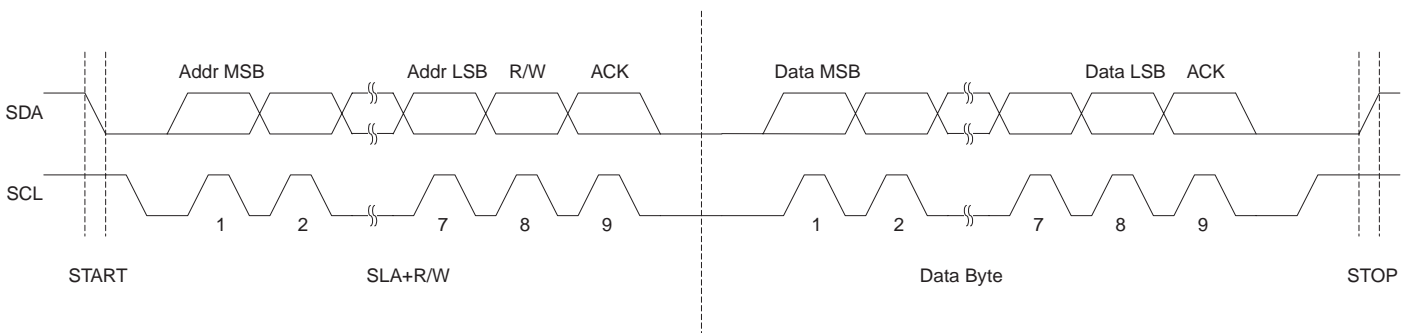 Addr MSB Addr LSB R/W ACK Data MSB Data LSB ACK
SDA
SCL
1 2 7 8 9 1 2 7 8 9
START SLA+R/W Data Byte STOP